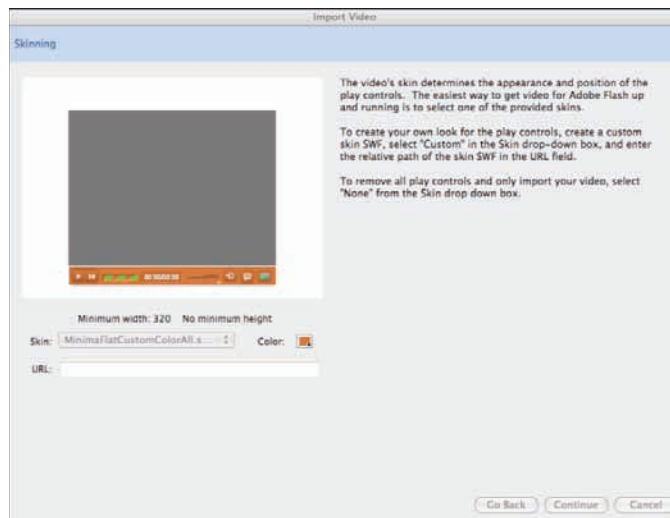 Import Video
Skinning
The video's skin determines the appearance and position of the
play controls. The easiest way to get video for Adobe Flash up
and running is to select one of the provided skins.
To create your own look for the play controls, create a custom
skin SWF, select "Custom" in the Skin drop-down box, and enter
the relative path of the skin SWF in the URL field.
To remove all play controls and only import your video, select
"None" from the Skin drop down box.
Minimum width: 320 No minimum height
Skin: MinimaFlatCustomColorAll.s... Color:
URL:
Go Back Continue Cancel